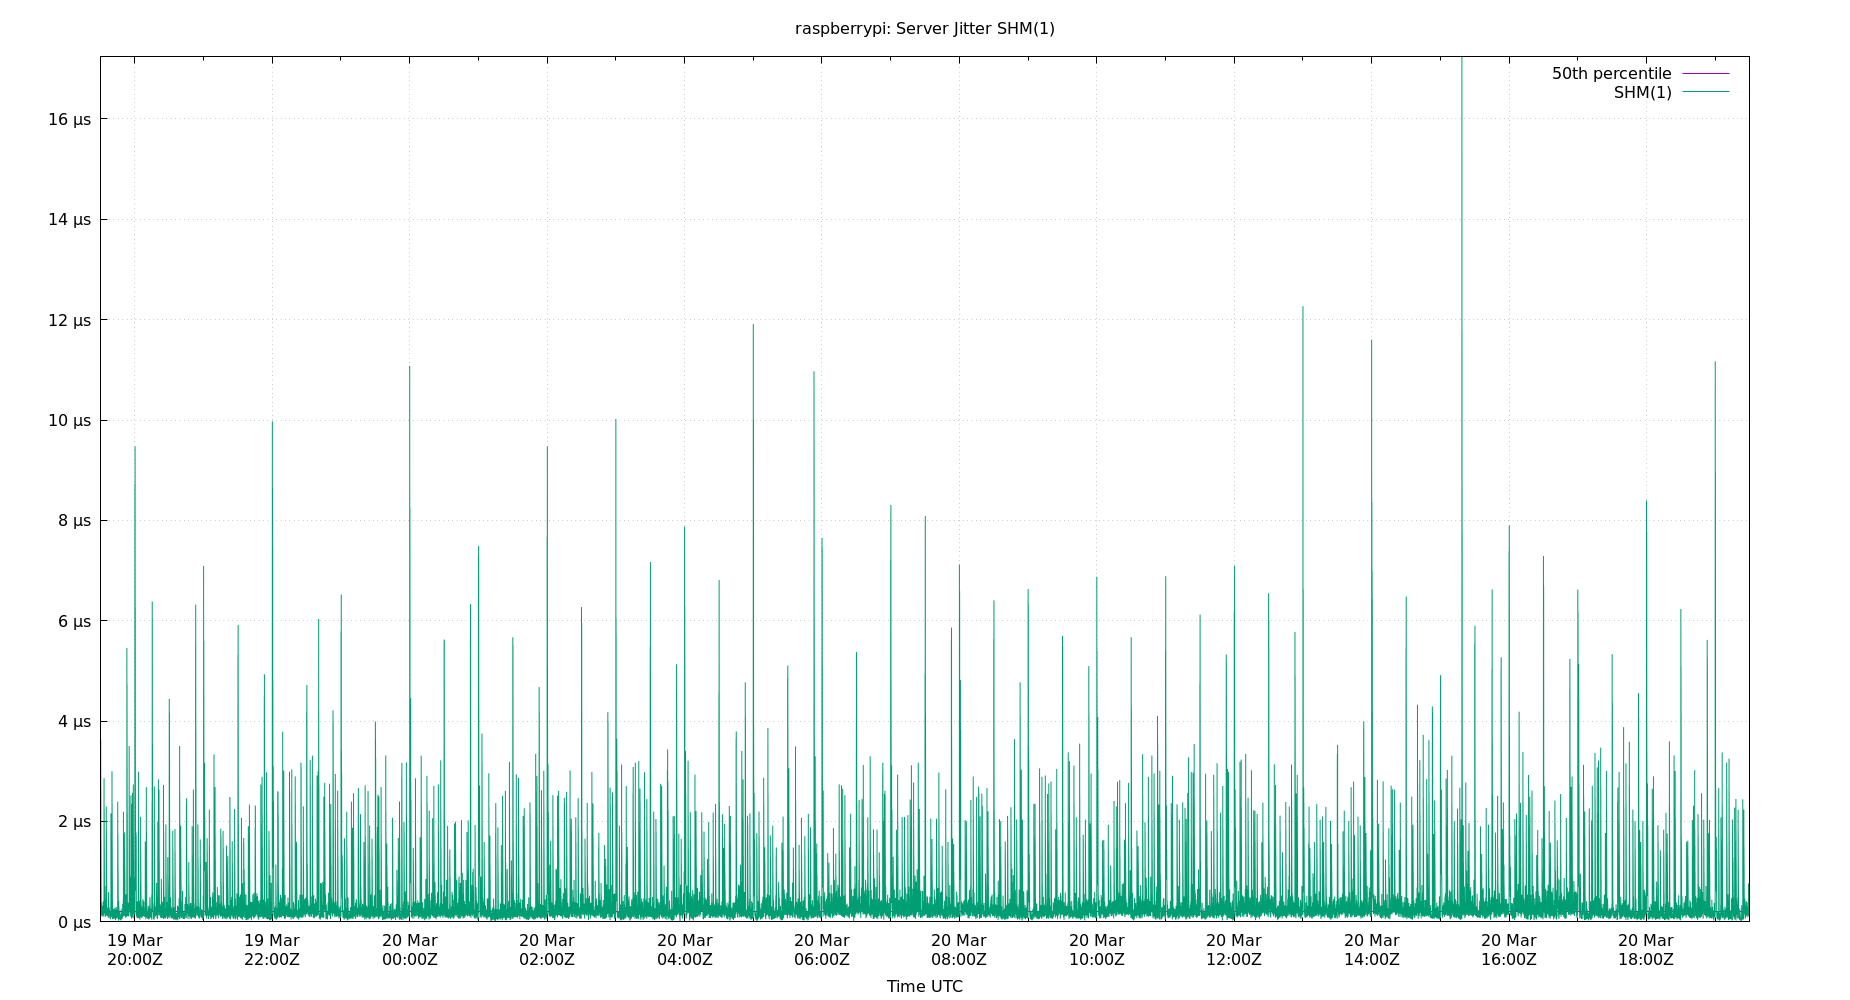 raspberrypi: Server Jitter SHM(1)
50th percentile
SHM(1)
16 µs
14 µs
12 µs
10 µs
8 µs
6 µs
4 µs
2 µs
0 µs
19 Mar 19 Mar 20 Mar 20 Mar 20 Mar 20 Mar 20 Mar 20 Mar 20 Mar 20 Mar 20 Mar 20 Mar
20:00Z 22:00Z 00:00Z 02:00Z 04:00Z 06:00Z 08:00Z 10:00Z 12:00Z 14:00Z 16:00Z 18:00Z
Time UTC